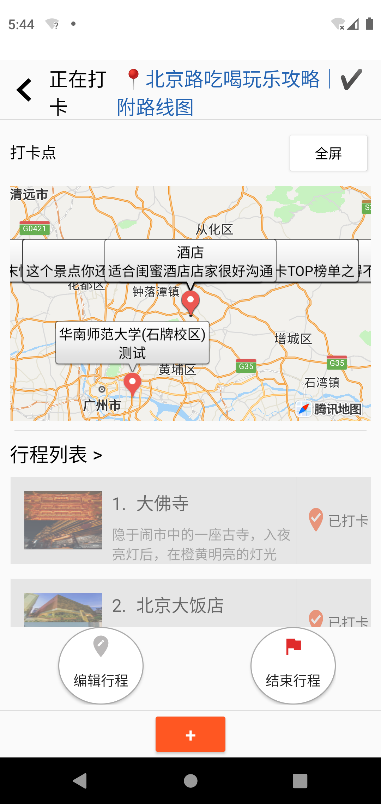 5:44
正在打卡
📍北京路吃喝玩乐攻略｜✔
附路线图
打卡点
全屏
清远市
G0421
从化区
酒店
这个景点你还
适合闺蜜酒店店家很好沟通
卡TOP榜单之
花都区
钟落潭镇
华南师范大学(石牌校区)
测试
增城区
黄埔区
G35
G35
石湾镇
广州市
腾讯地图
行程列表 >
1. 大佛寺
隐于闹市中的一座古寺，入夜
亮灯后，在橙黄明亮的灯光
已打卡
2. 北京大饭店
已打卡
编辑行程
结束行程
+